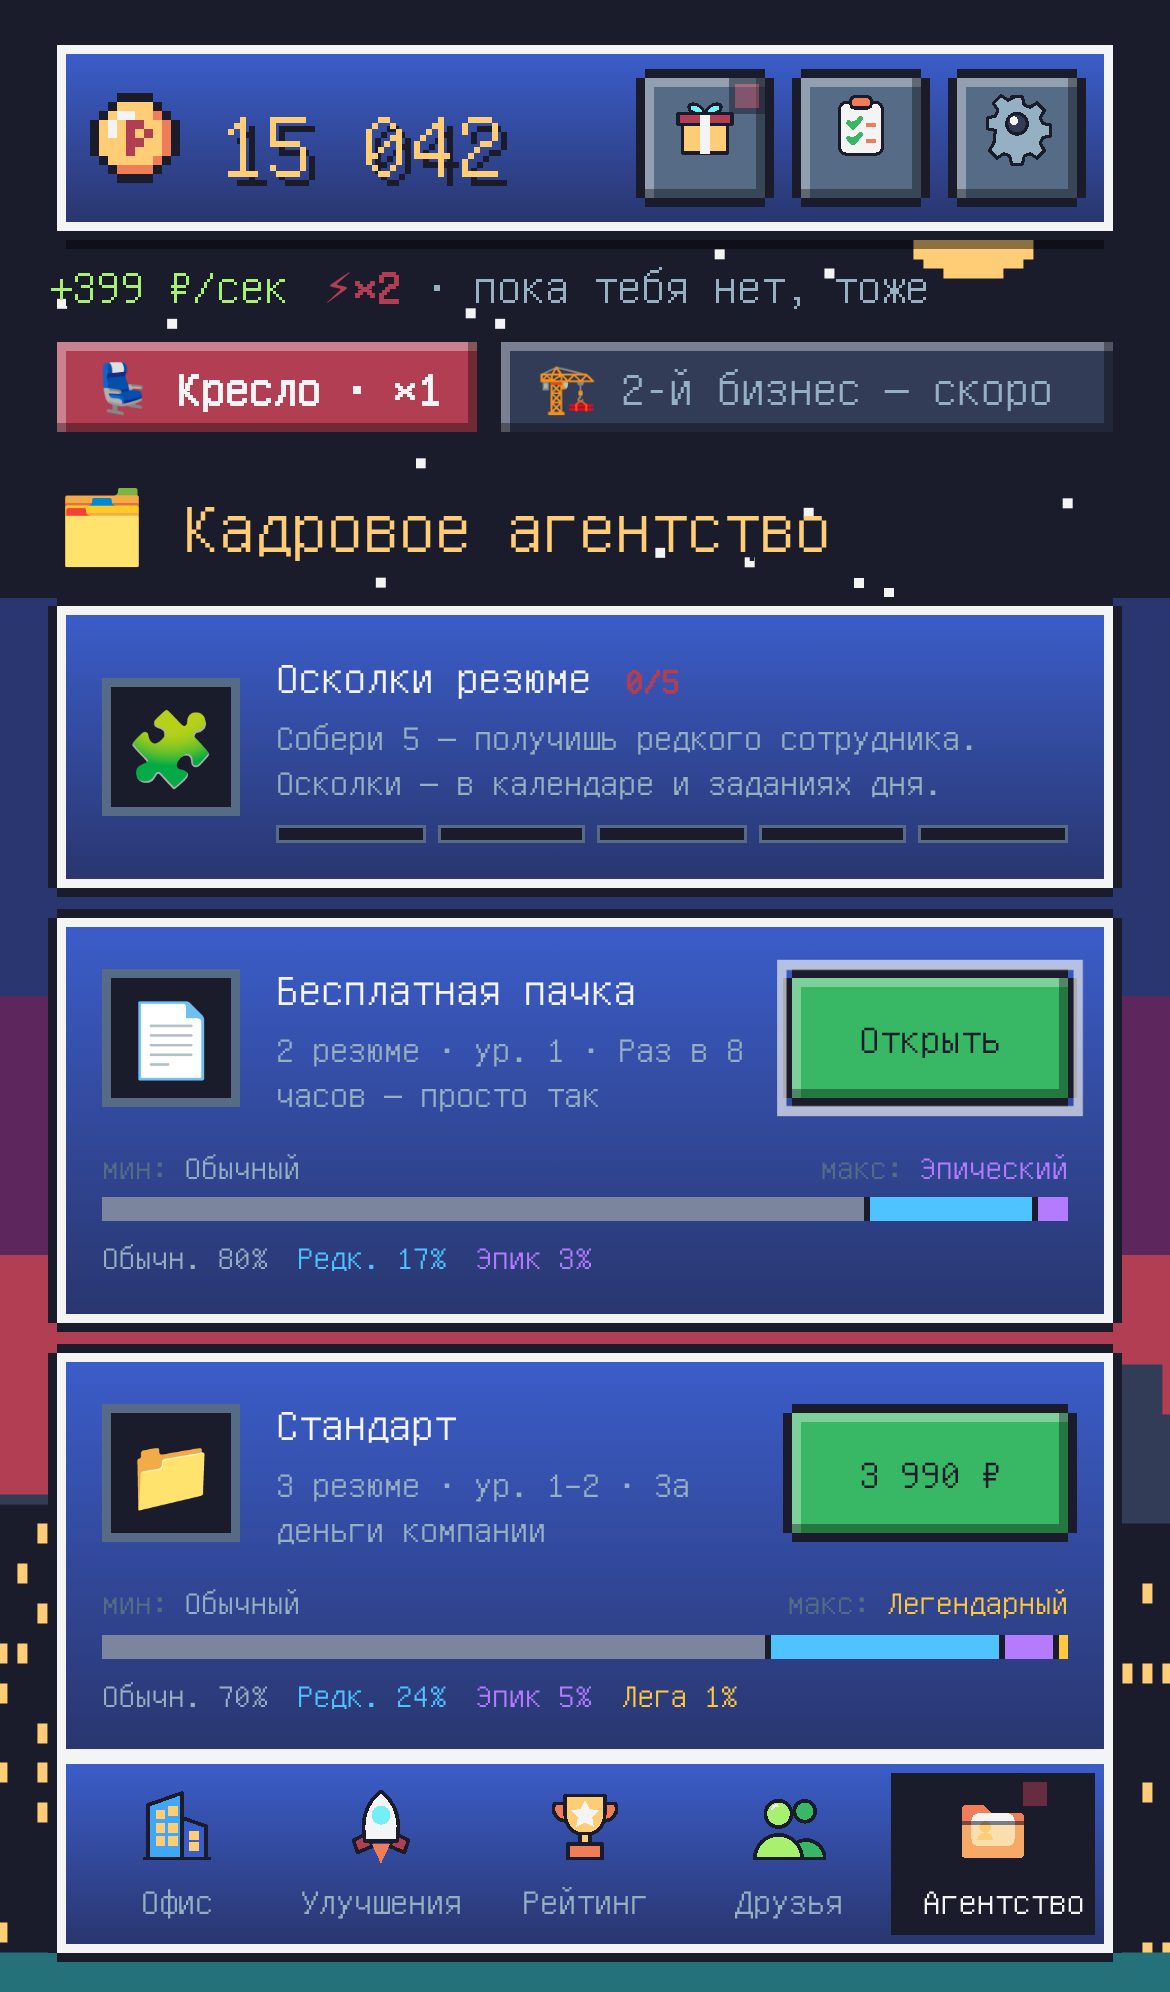 15 042
+399 ₽/сек ⚡×2 · пока тебя нет, тоже
Кресло · ×1
2-й бизнес — скоро
Кадровое агентство
Осколки резюме 0/5
Собери 5 — получишь редкого сотрудника.
Осколки — в календаре и заданиях дня.
Бесплатная пачка
2 резюме · ур. 1 · Раз в 8
часов — просто так
Открыть
мин: Обычный
макс: Эпический
Обычн. 80% Редк. 17% Эпик 3%
Стандарт
3 резюме · ур. 1–2 · За
деньги компании
3 990 ₽
мин: Обычный
макс: Легендарный
Обычн. 70% Редк. 24% Эпик 5% Лега 1%
Офис
Улучшения
Рейтинг
Друзья
Агентство